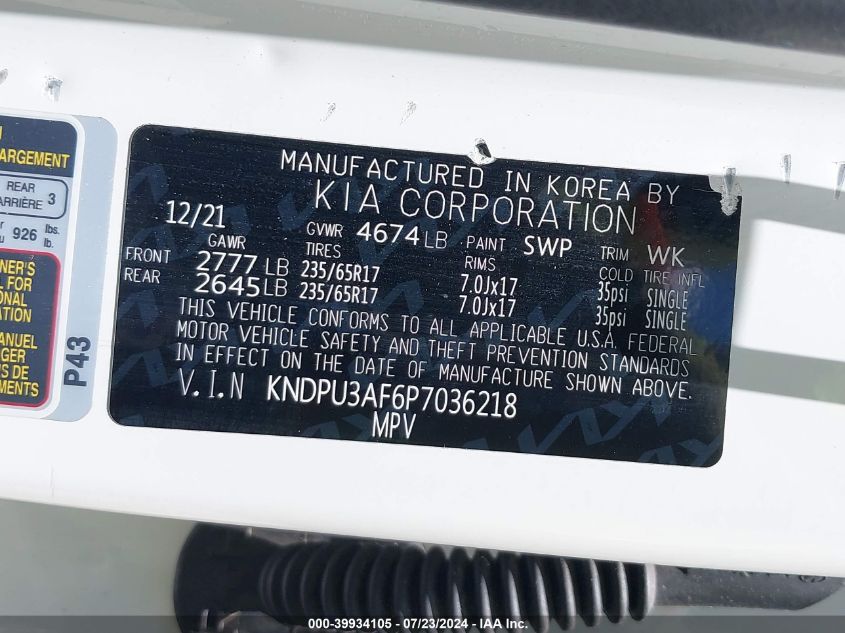 ARGEMENT
REAR
ARRIÈRE 3
926 lbs.
lb.
NER'S
L FOR
ONAL
ATION
ANUEL
GER
S DE
EMENTS
P43
MANUFACTURED IN KOREA BY
KIA CORPORATION
12/21 GVWR 4674 LB PAINT SWP TRIM WK
GAWR TIRES RIMS COLD TIRE INFL
FRONT 2777 LB 235/65R17 7.0Jx17 35psi SINGLE
REAR 2645 LB 235/65R17 7.0Jx17 35psi SINGLE
THIS VEHICLE CONFORMS TO ALL APPLICABLE U.S.A. FEDERAL
MOTOR VEHICLE SAFETY AND THEFT PREVENTION STANDARDS
IN EFFECT ON THE DATE OF MANUFACTURE SHOWN ABOVE.
V.I.N KNDPU3AF6P7036218
MPV
000-39934105 - 07/23/2024 - IAA Inc.